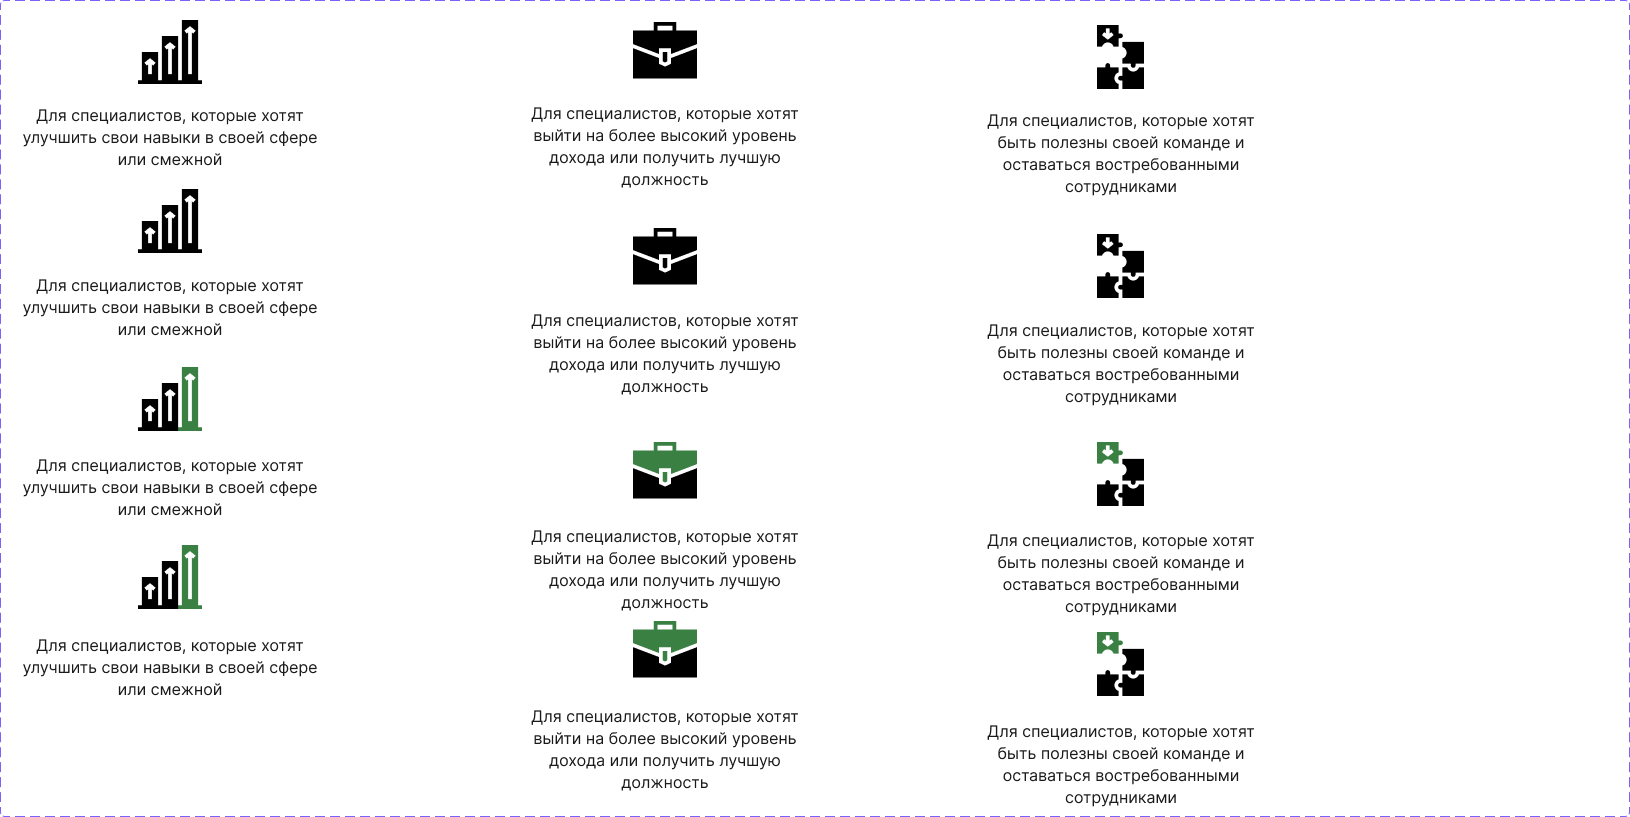 Для специалистов, которые хотят
улучшить свои навыки в своей сфере
или смежной
Для специалистов, которые хотят
выйти на более высокий уровень
дохода или получить лучшую
должность
Для специалистов, которые хотят
быть полезны своей команде и
оставаться востребованными
сотрудниками
Для специалистов, которые хотят
улучшить свои навыки в своей сфере
или смежной
Для специалистов, которые хотят
выйти на более высокий уровень
дохода или получить лучшую
должность
Для специалистов, которые хотят
быть полезны своей команде и
оставаться востребованными
сотрудниками
Для специалистов, которые хотят
улучшить свои навыки в своей сфере
или смежной
Для специалистов, которые хотят
выйти на более высокий уровень
дохода или получить лучшую
должность
Для специалистов, которые хотят
быть полезны своей команде и
оставаться востребованными
сотрудниками
Для специалистов, которые хотят
улучшить свои навыки в своей сфере
или смежной
Для специалистов, которые хотят
выйти на более высокий уровень
дохода или получить лучшую
должность
Для специалистов, которые хотят
быть полезны своей команде и
оставаться востребованными
сотрудниками